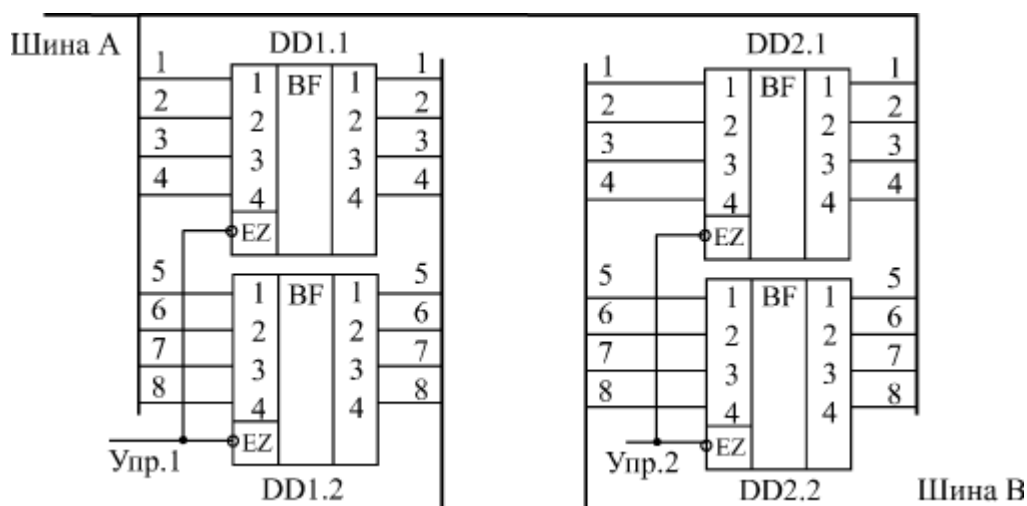 Шина А
DD1.1
DD2.1
1 1 BF 1 1
2 2 2 2
3 3 3 3
4 4 4 4
EZ
5 1 BF 1 5
6 2 2 6
7 3 3 7
8 4 4 8
EZ
Упр.1
DD1.2
1 1 BF 1 1
2 2 2 2
3 3 3 3
4 4 4 4
EZ
5 1 BF 1 5
6 2 2 6
7 3 3 7
8 4 4 8
EZ
Упр.2
DD2.2
Шина В